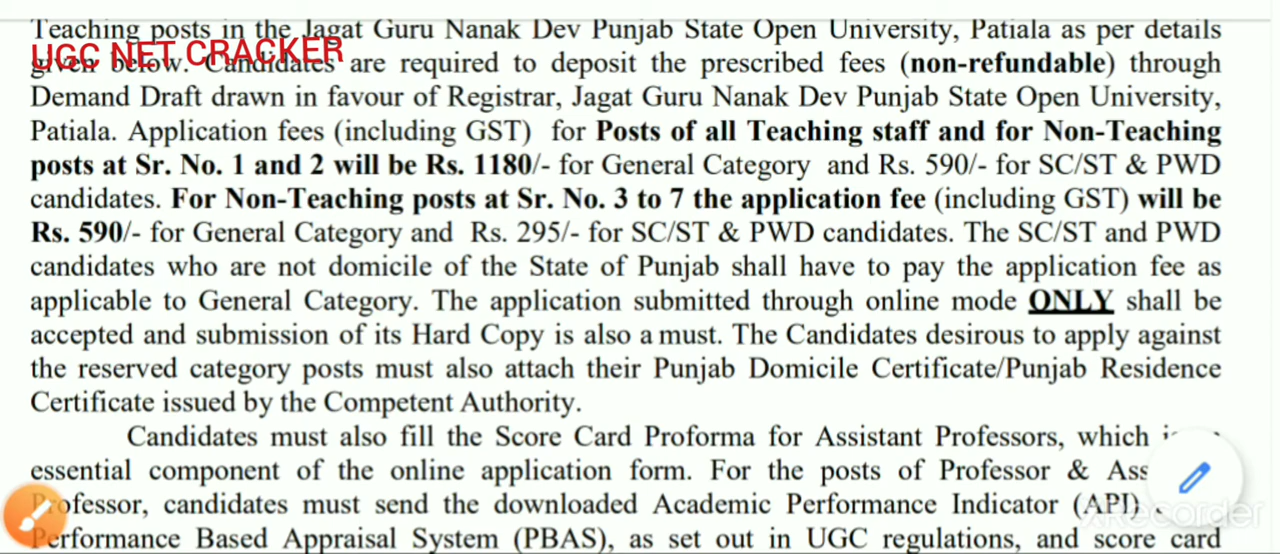 Teaching posts in the Jagat Guru Nanak Dev Punjab State Open University, Patiala as per details
UGC NET CRACKER
given below. Candidates are required to deposit the prescribed fees (non-refundable) through
Demand Draft drawn in favour of Registrar, Jagat Guru Nanak Dev Punjab State Open University,
Patiala. Application fees (including GST) for Posts of all Teaching staff and for Non-Teaching
posts at Sr. No. 1 and 2 will be Rs. 1180/- for General Category and Rs. 590/- for SC/ST & PWD
candidates. For Non-Teaching posts at Sr. No. 3 to 7 the application fee (including GST) will be
Rs. 590/- for General Category and Rs. 295/- for SC/ST & PWD candidates. The SC/ST and PWD
candidates who are not domicile of the State of Punjab shall have to pay the application fee as
applicable to General Category. The application submitted through online mode ONLY shall be
accepted and submission of its Hard Copy is also a must. The Candidates desirous to apply against
the reserved category posts must also attach their Punjab Domicile Certificate/Punjab Residence
Certificate issued by the Competent Authority.
Candidates must also fill the Score Card Proforma for Assistant Professors, which
essential component of the online application form. For the posts of Professor & Ass
Professor, candidates must send the downloaded Academic Performance Indicator (API)
Performance Based Appraisal System (PBAS), as set out in UGC regulations, and score card
XRecorder